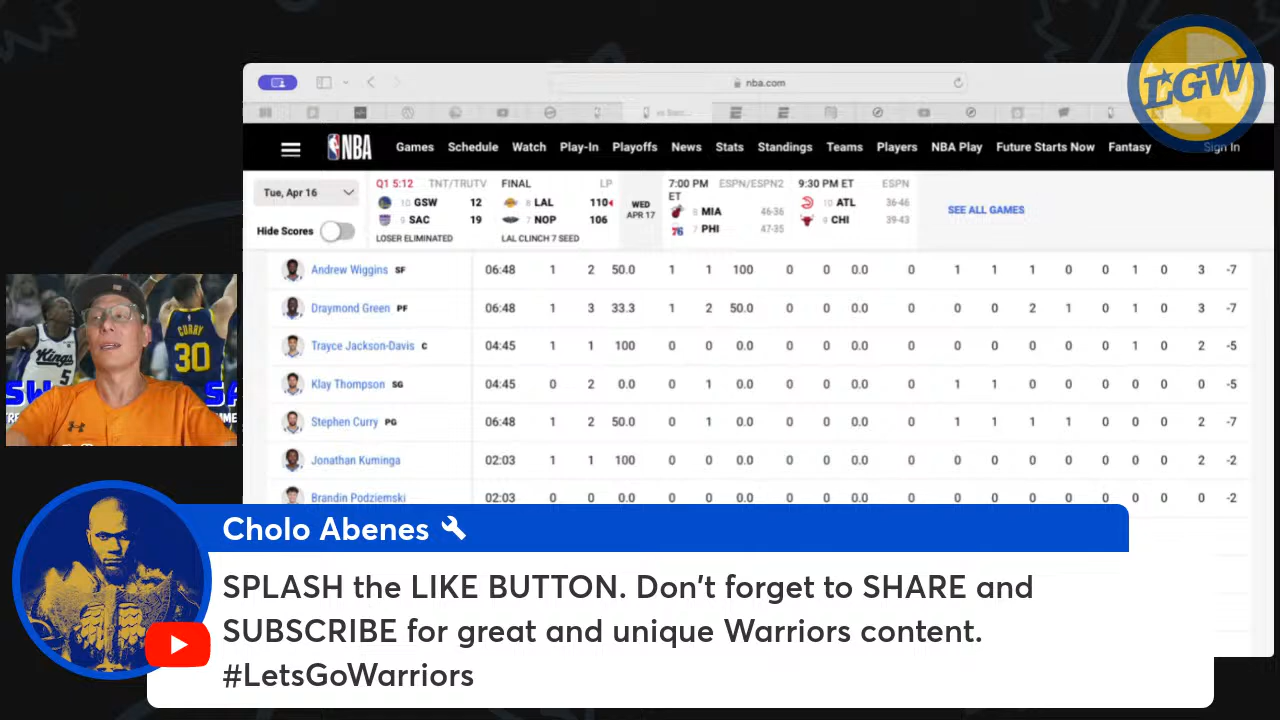 nba.com
LGW
NBA Games Schedule Watch Play-In Playoffs News Stats Standings Teams Players NBA Play Future Starts Now Fantasy Sign In
Tue, Apr 16
Hide Scores
Q1 5:12 TNT/TRUTV
10 GSW 12
9 SAC 19
LOSER ELIMINATED
FINAL LP
8 LAL 110
7 NOP 106
LAL CLINCH 7 SEED
WED
APR 17
7:00 PM ET ESPN/ESPN2
8 MIA 46-36
7 PHI 47-35
9:30 PM ET ESPN
10 ATL 36-46
9 CHI 39-43
SEE ALL GAMES
Andrew Wiggins SF 06:48 1 2 50.0 1 1 100 0 0 0.0 0 1 1 1 0 0 1 0 3 -7
Draymond Green PF 06:48 1 3 33.3 1 2 50.0 0 0 0.0 0 0 0 2 1 0 1 0 3 -7
Trayce Jackson-Davis C 04:45 1 1 100 0 0 0.0 0 0 0.0 0 0 0 0 0 0 1 0 2 -5
Klay Thompson SG 04:45 0 2 0.0 0 1 0.0 0 0 0.0 0 1 1 0 0 0 0 0 0 -5
Stephen Curry PG 06:48 1 2 50.0 0 1 0.0 0 0 0.0 0 1 1 1 1 0 0 0 2 -7
Jonathan Kuminga 02:03 1 1 100 0 0 0.0 0 0 0.0 0 0 0 0 0 0 0 0 2 -2
Brandin Podziemski 02:03 0 0 0.0 0 0 0.0 0 0 0.0 0 0 0 0 0 0 0 0 0 -2
Kings
5
CURRY
30
Cholo Abenes
SPLASH the LIKE BUTTON. Don't forget to SHARE and
SUBSCRIBE for great and unique Warriors content.
#LetsGoWarriors